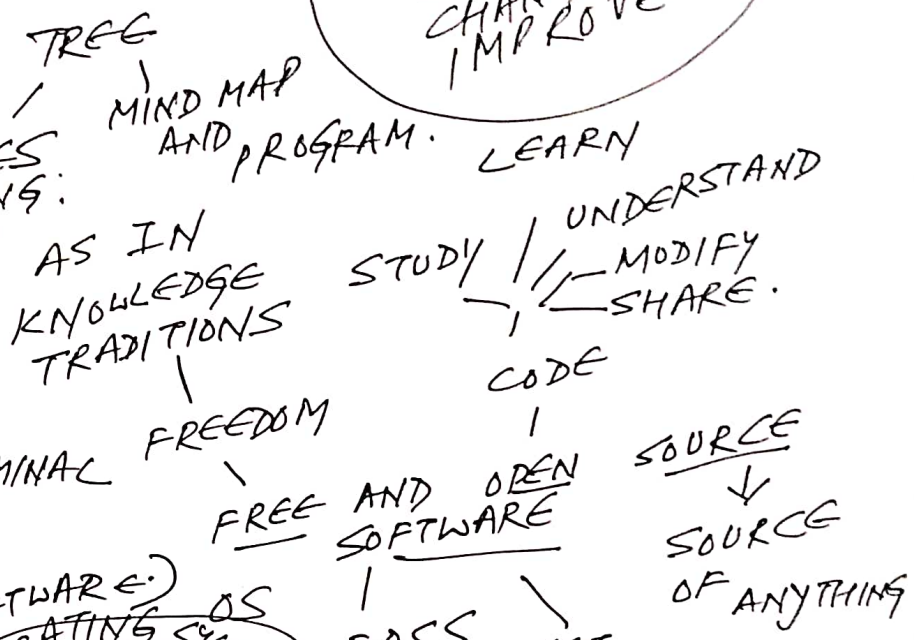 TREE
IMPROVE
MIND MAP
AND PROGRAM.
LEARN
UNDERSTAND
AS IN
STUDY
MODIFY
KNOWLEDGE
SHARE.
TRADITIONS
CODE
FREEDOM
SOURCE
FREE AND OPEN
SOFTWARE
SOURCE
OF ANYTHING
OS